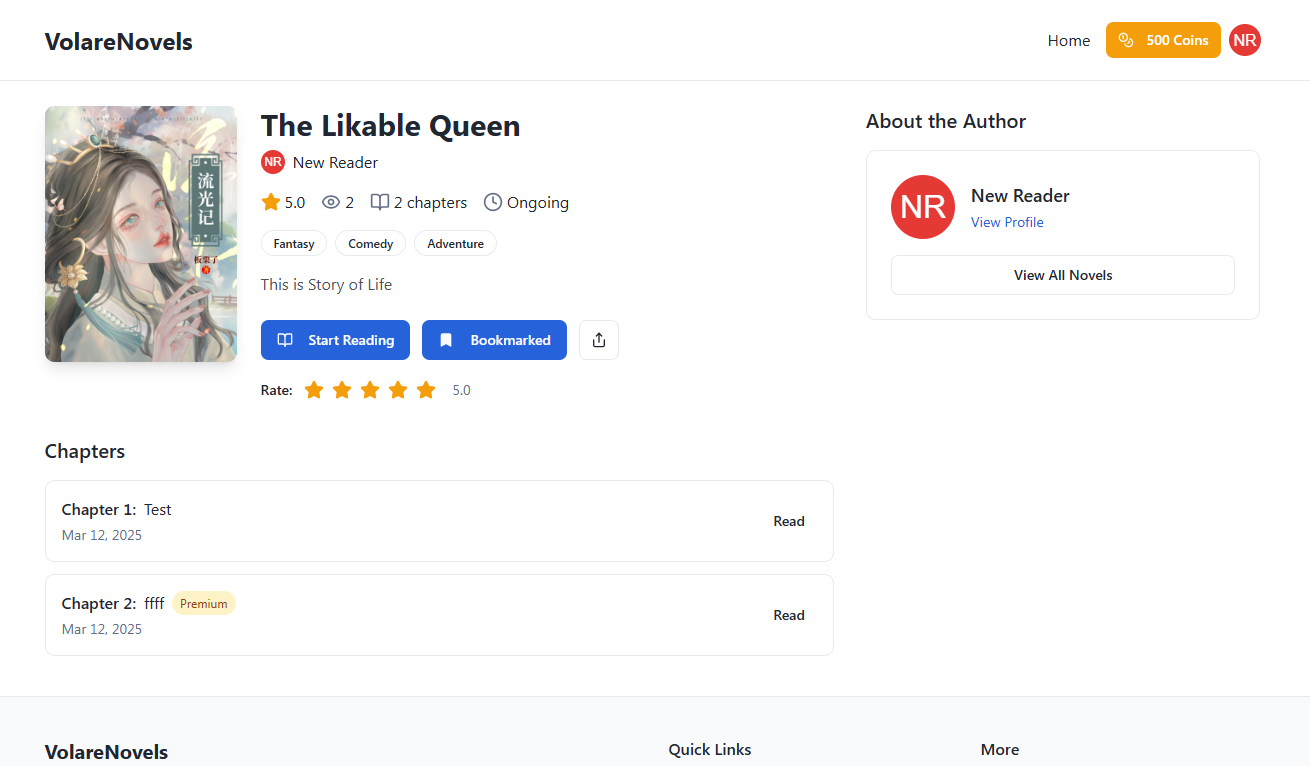 VolareNovels
Home
500 Coins
NR
流光记
板栗子
著
The Likable Queen
NR New Reader
5.0 2 2 chapters Ongoing
Fantasy Comedy Adventure
This is Story of Life
Start Reading Bookmarked
Rate: 5.0
About the Author
NR
New Reader
View Profile
View All Novels
Chapters
Chapter 1: Test
Mar 12, 2025
Read
Chapter 2: ffff Premium
Mar 12, 2025
Read
VolareNovels
Quick Links
More